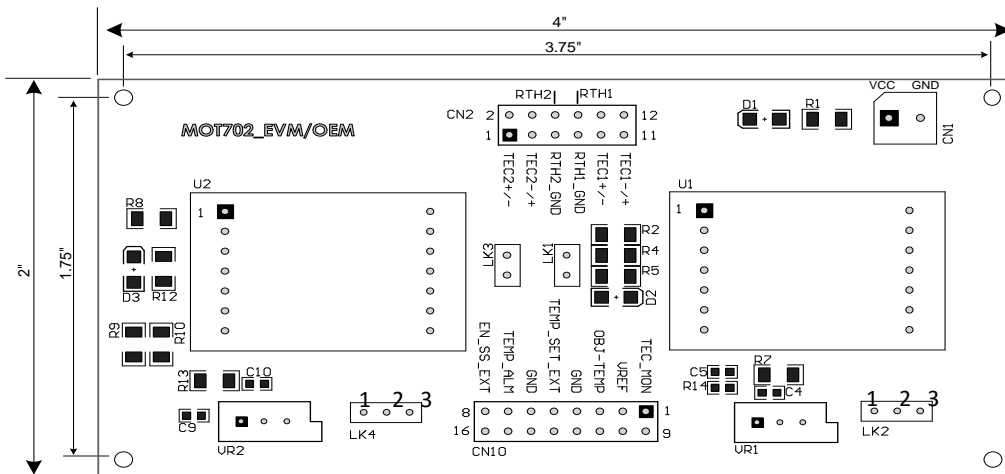 4"
3.75"
2"
1.75"
MOT702_EVM/OEM
RTH2
RTH1
CN2
2
12
1
11
TEC2+/-
TEC2-/+
RTH2_GND
RTH1_GND
TEC1+/-
TEC1-/+
D1
+
R1
VCC
GND
CN1
U2
1
U1
1
R8
D3
+
R12
R9
R10
R13
C10
C9
VR2
1 2 3
LK4
LK3
LK1
R2
R4
R5
+
D2
EN_SS_EXT
TEMP_ALM
GND
TEMP_SET_EXT
GND
OBJ-TEMP
VREF
TEC_MON
8
1
16
9
CN10
C5
R14
R7
C4
VR1
1 2 3
LK2